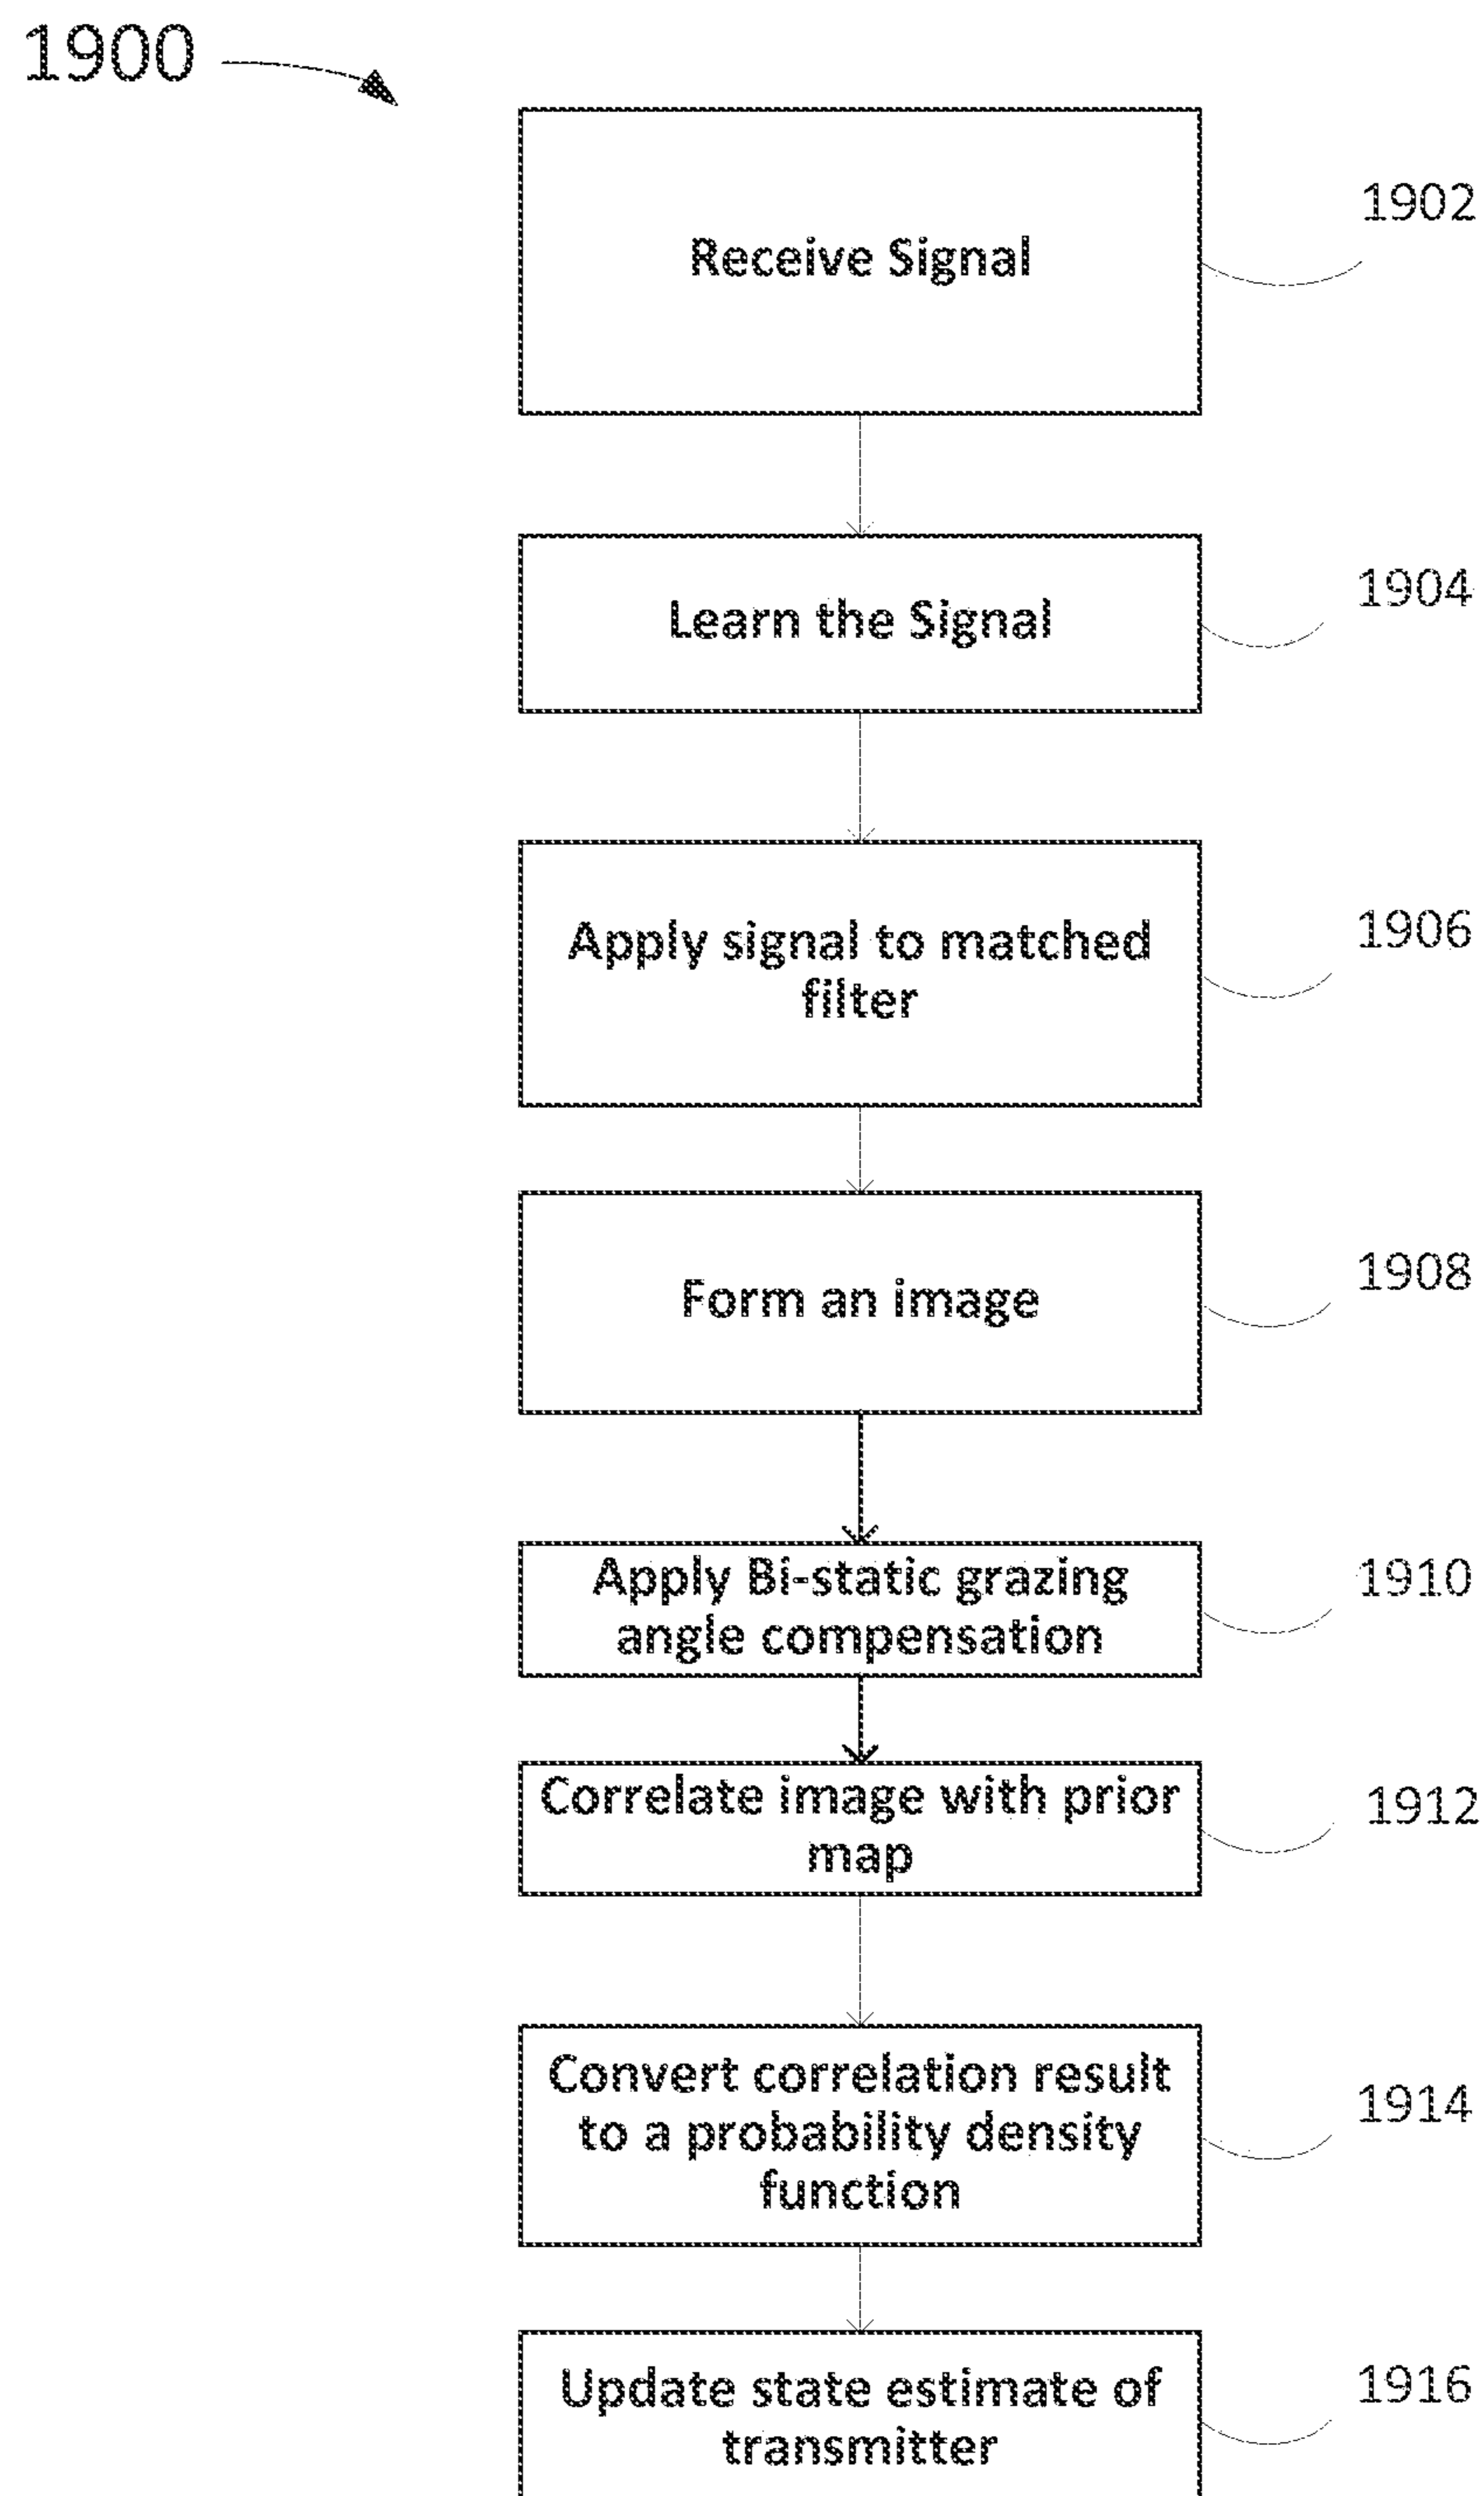 1900
Receive Signal
1902
Learn the Signal
1904
Apply signal to matched
filter
1906
Form an image
1908
Apply Bi-static grazing
angle compensation
1910
Correlate image with prior
map
1912
Convert correlation result
to a probability density
function
1914
Update state estimate of
transmitter
1916